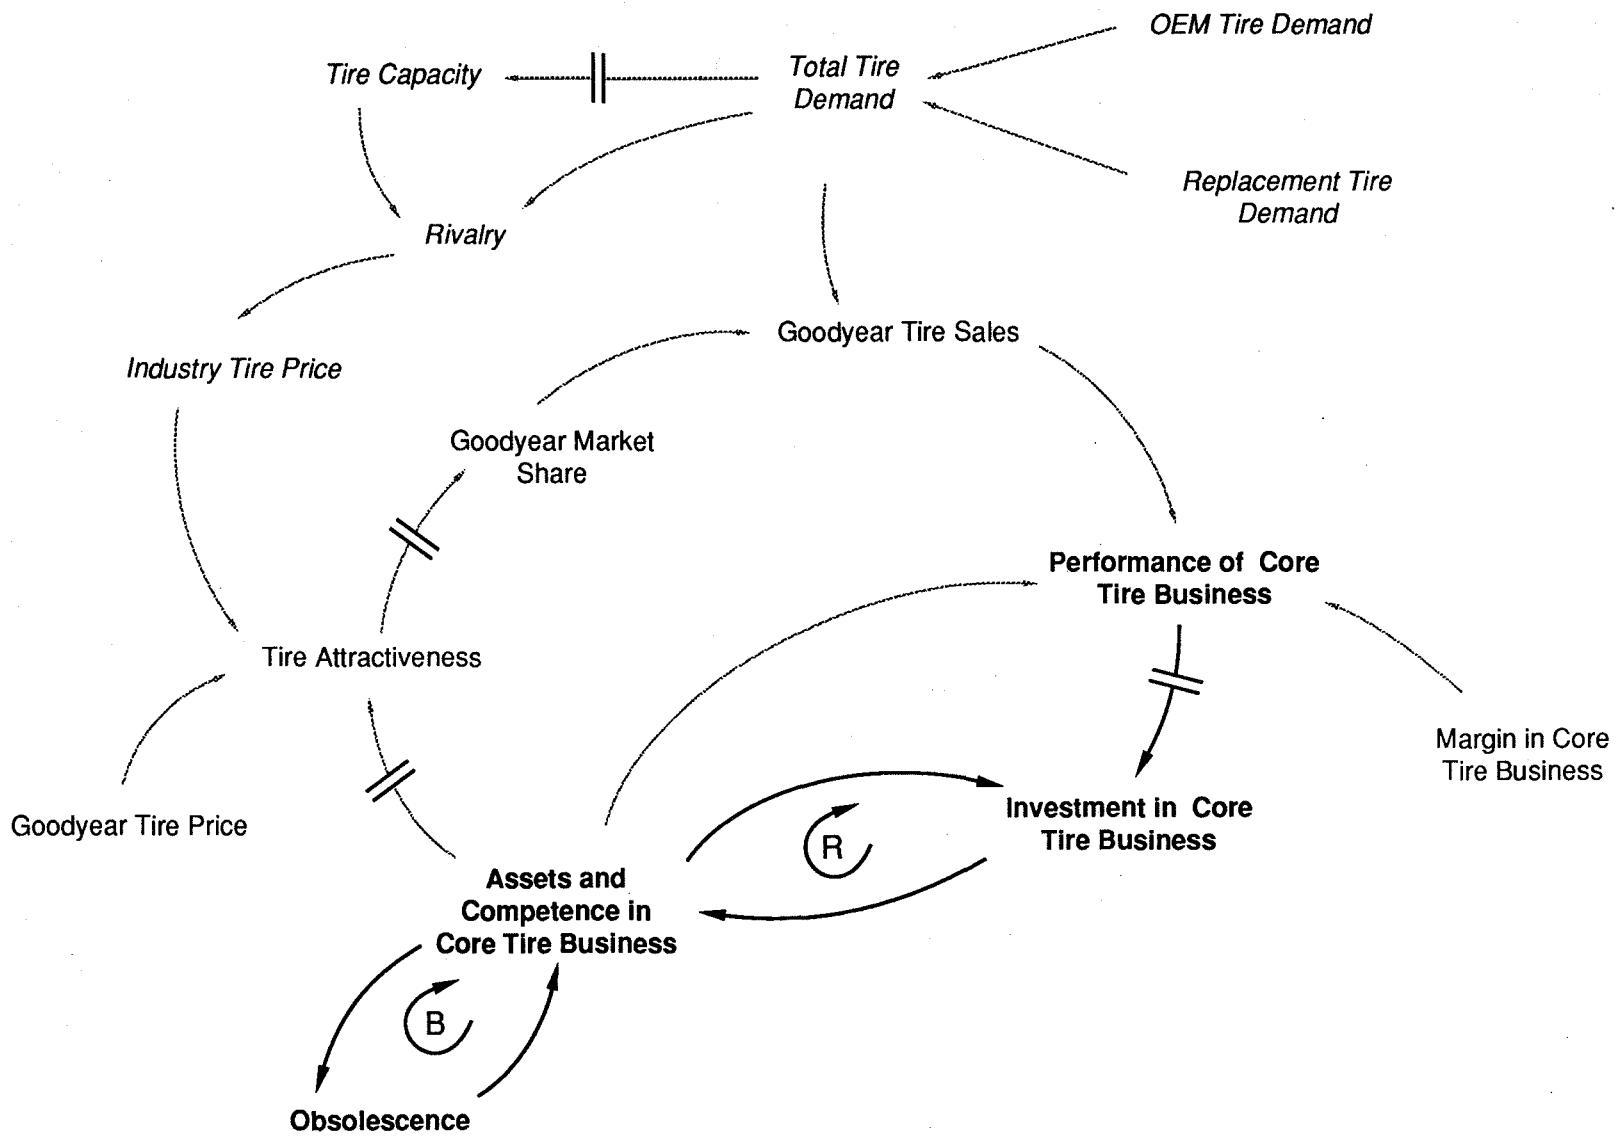 OEM Tire Demand
Tire Capacity
Total Tire
Demand
Replacement Tire
Demand
Rivalry
Goodyear Tire Sales
Industry Tire Price
Goodyear Market
Share
Performance of Core
Tire Business
Tire Attractiveness
Margin in Core
Tire Business
Goodyear Tire Price
Investment in Core
Tire Business
R
Assets and
Competence in
Core Tire Business
B
Obsolescence